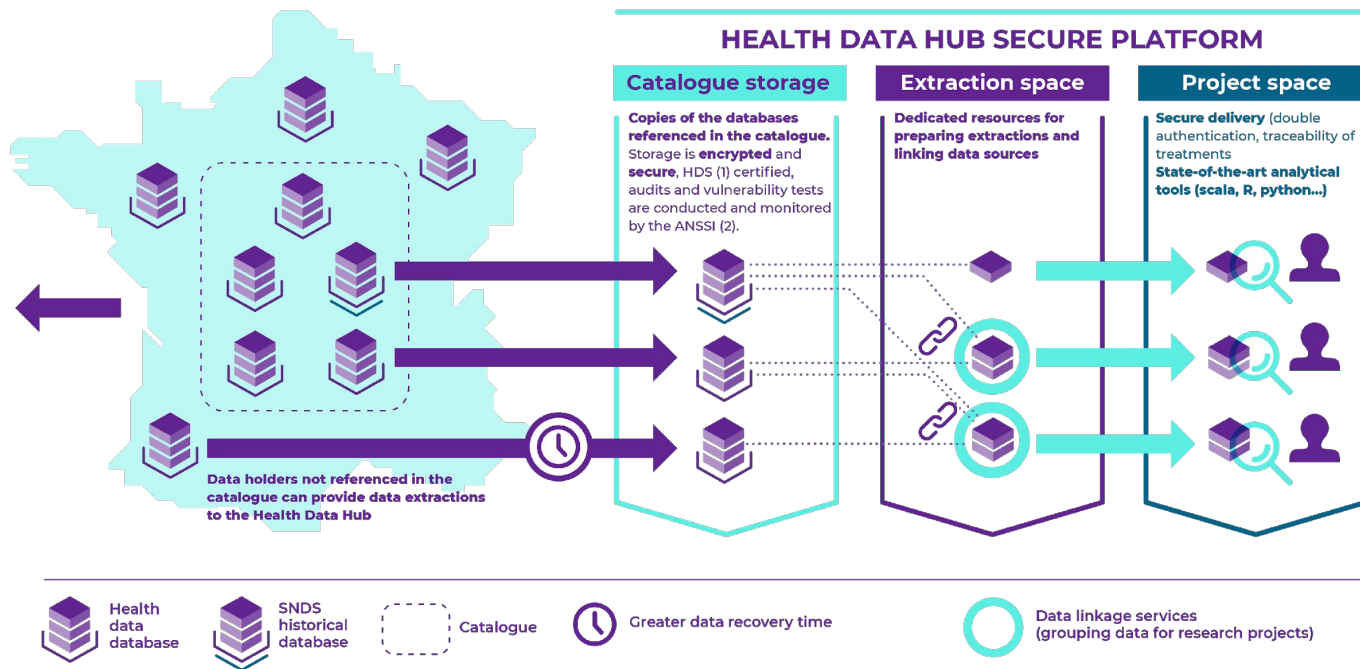 HEALTH DATA HUB SECURE PLATFORM
Catalogue storage
Copies of the databases
referenced in the catalogue.
Storage is encrypted and
secure, HDS (1) certified,
audits and vulnerability tests
are conducted and monitored
by the ANSSI (2).
Extraction space
Dedicated resources for
preparing extractions and
linking data sources
Project space
Secure delivery (double
authentication, traceability of
treatments
State-of-the-art analytical
tools (scala, R, python...)
Data holders not referenced in the
catalogue can provide data extractions
to the Health Data Hub
Health
data
database
SNDS
historical
database
Catalogue
Greater data recovery time
Data linkage services
(grouping data for research projects)